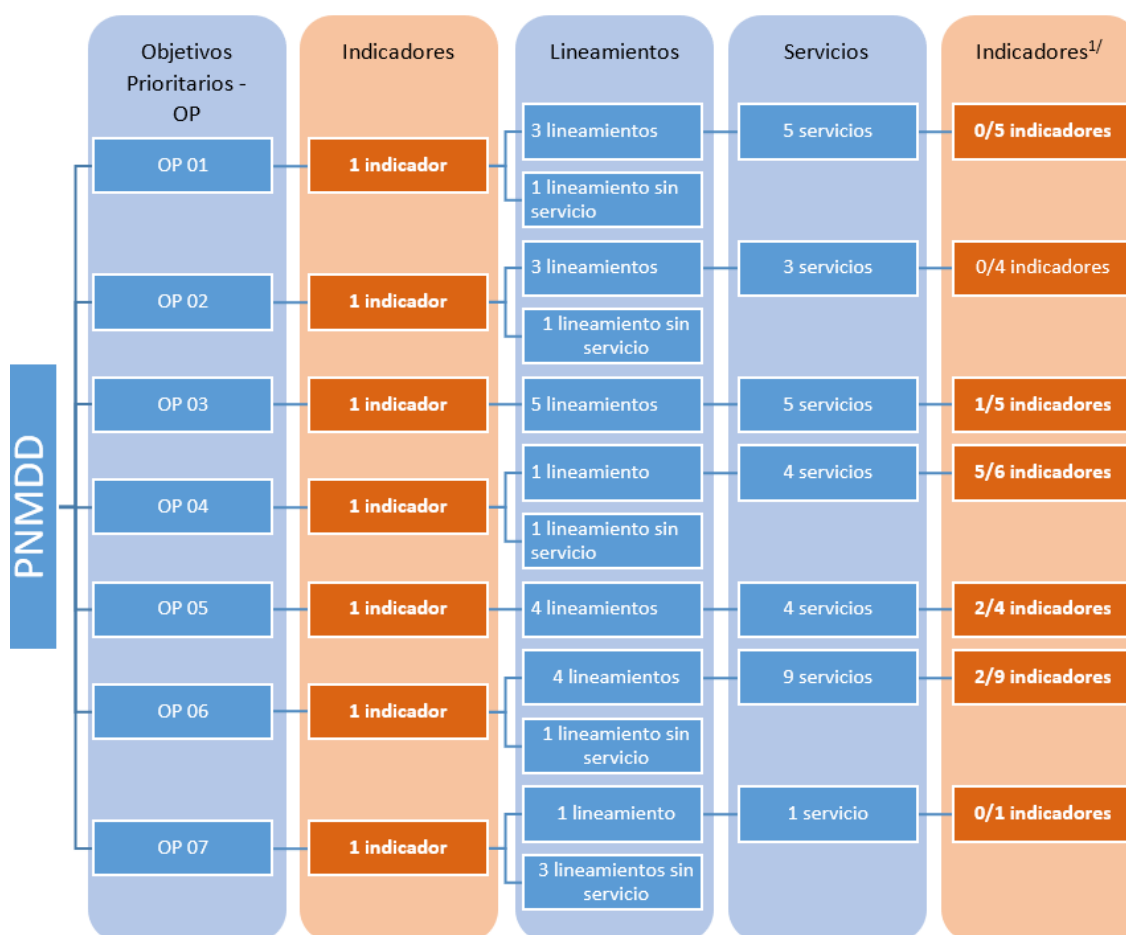 Objetivos
Prioritarios -
OP
Indicadores
Lineamientos
Servicios
Indicadores1/
PNMDD
OP 01
1 indicador
3 lineamientos
5 servicios
0/5 indicadores
1 lineamiento sin
servicio
OP 02
1 indicador
3 lineamientos
3 servicios
0/4 indicadores
1 lineamiento sin
servicio
OP 03
1 indicador
5 lineamientos
5 servicios
1/5 indicadores
OP 04
1 indicador
1 lineamiento
4 servicios
5/6 indicadores
1 lineamiento sin
servicio
OP 05
1 indicador
4 lineamientos
4 servicios
2/4 indicadores
OP 06
1 indicador
4 lineamientos
9 servicios
2/9 indicadores
1 lineamiento sin
servicio
OP 07
1 indicador
1 lineamiento
1 servicio
0/1 indicadores
3 lineamientos sin
servicio